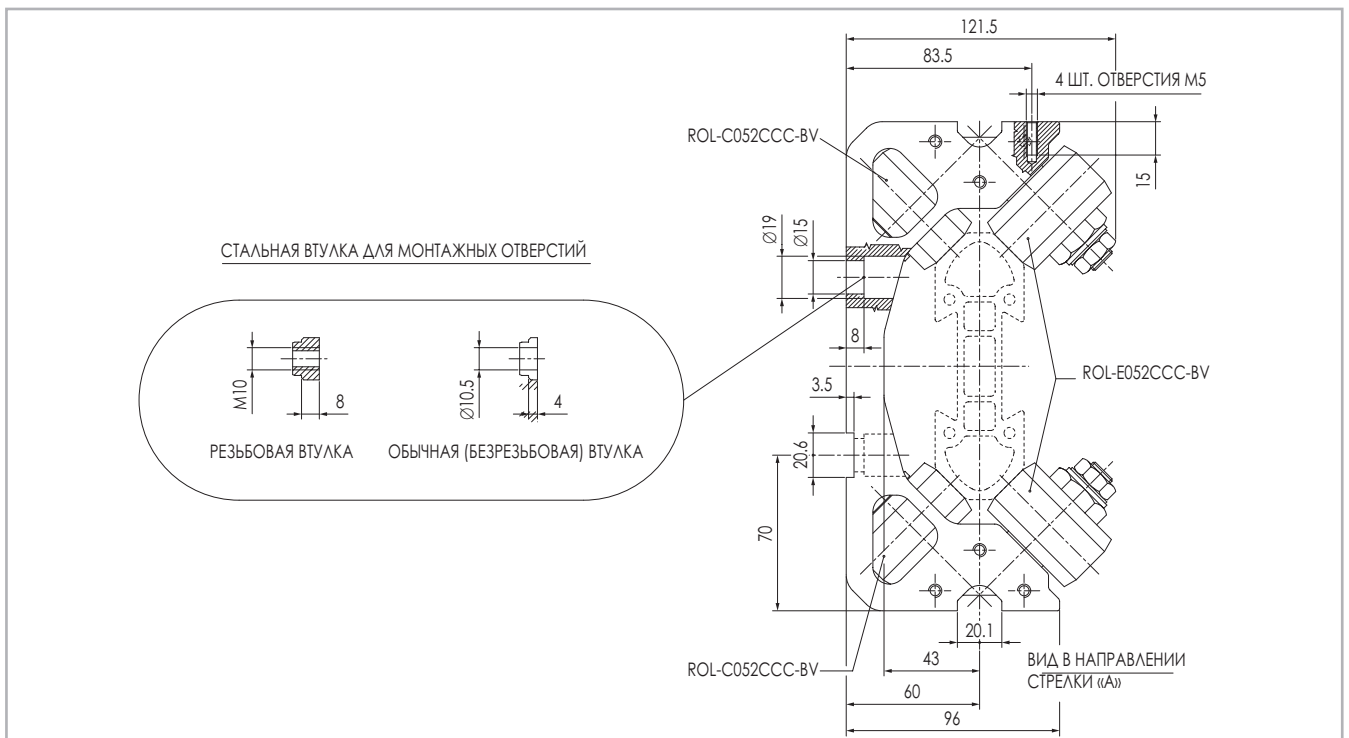 121.5
83.5
4 ШТ. ОТВЕРСТИЯ М5
ROL-C052CCC-BV
15
Ø19
Ø15
СТАЛЬНАЯ ВТУЛКА ДЛЯ МОНТАЖНЫХ ОТВЕРСТИЙ
8
ROL-E052CCC-BV
3.5
M10
8
Ø10.5
4
20.6
РЕЗЬБОВАЯ ВТУЛКА
ОБЫЧНАЯ (БЕЗРЕЗЬБОВАЯ) ВТУЛКА
70
20.1
ROL-C052CCC-BV
43
ВИД В НАПРАВЛЕНИИ
СТРЕЛКИ «А»
60
96